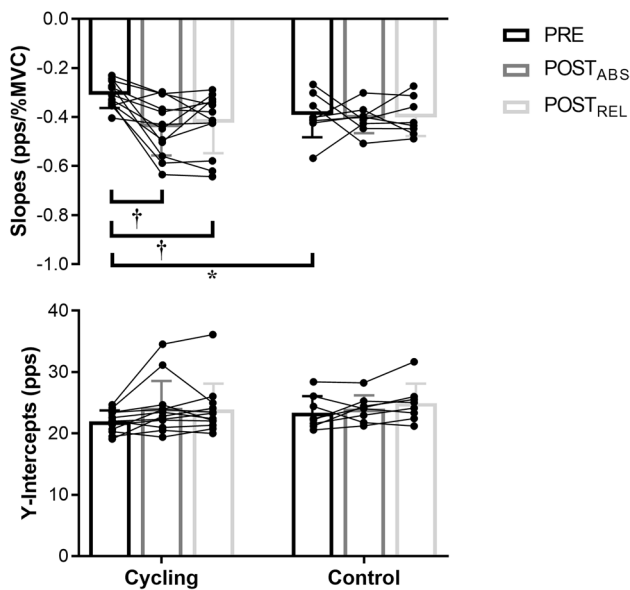 0.0
-0.2
-0.4
-0.6
-0.8
-1.0
Slopes (pps/%MVC)
†
†
*
PRE
POSTABS
POSTREL
40
30
20
10
0
Y-Intercepts (pps)
Cycling Control